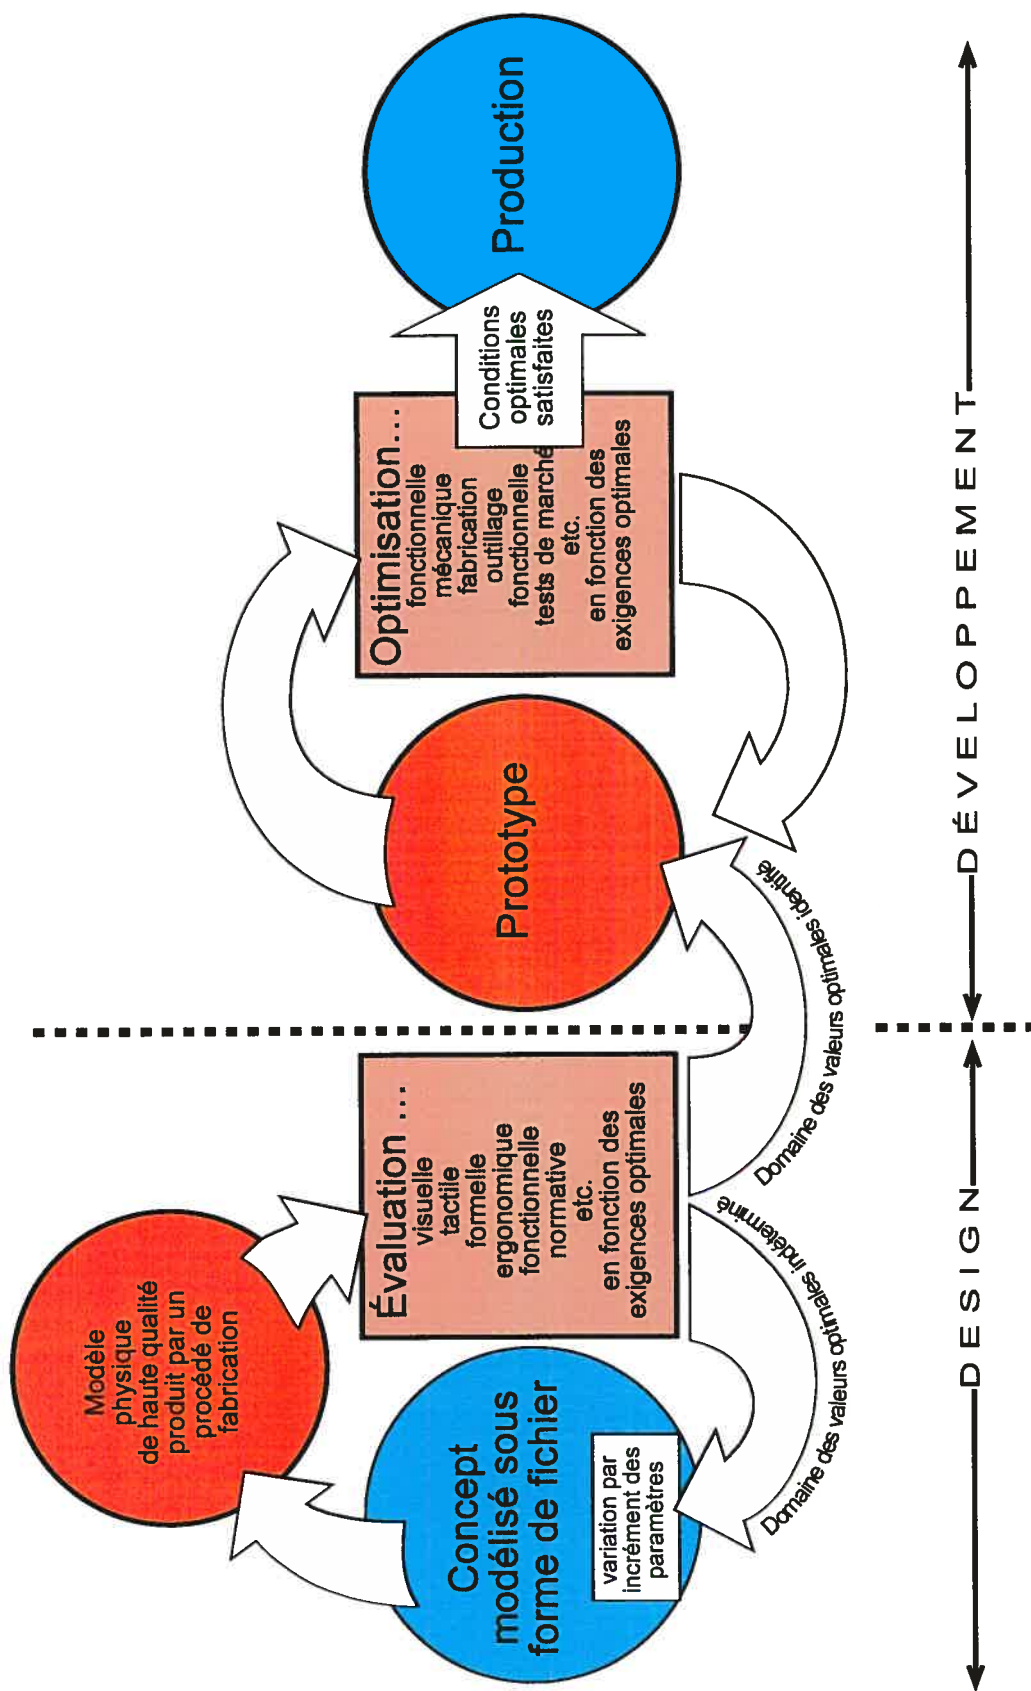 Modèle
physique
de haute qualité
produit par un
procédé de
fabrication
Concept
modélisé sous
forme de fichier
variation par
incrément des
paramètres
Évaluation ...
visuelle
tactile
formelle
ergonomique
fonctionnelle
normative
etc.
en fonction des
exigences optimales
Domaine des valeurs optimales indéterminé
Domaine des valeurs optimales identifié
Prototype
Optimisation...
fonctionnelle
mécanique
fabrication
outillage
fonctionnelle
tests de marché
etc.
en fonction des
exigences optimales
Conditions
optimales
satisfaites
Production
DESIGN
DÉVELOPPEMENT